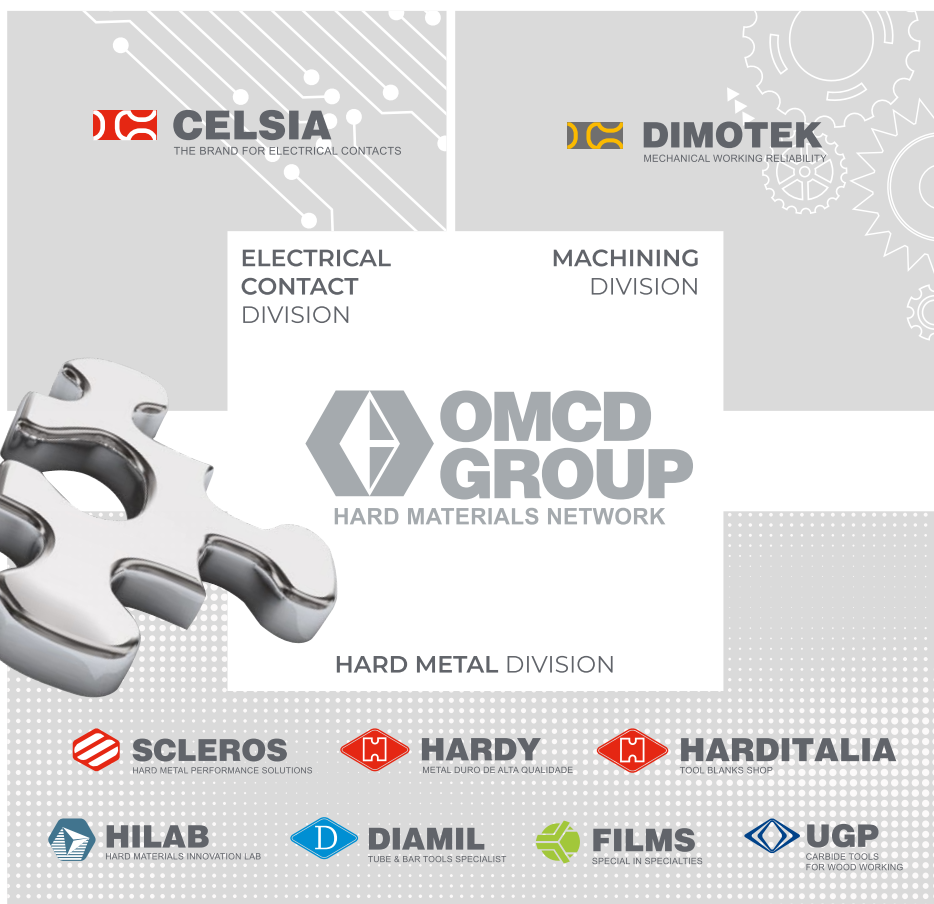 CELSIA
THE BRAND FOR ELECTRICAL CONTACTS
DIMOTEK
MECHANICAL WORKING RELIABILITY
ELECTRICAL
CONTACT
DIVISION
MACHINING
DIVISION
OMCD
GROUP
HARD MATERIALS NETWORK
HARD METAL DIVISION
SCLEROS
HARD METAL PERFORMANCE SOLUTIONS
HARDY
METAL DURO DE ALTA QUALIDADE
HARDITALIA
TOOL BLANKS SHOP
HILAB
HARD MATERIALS INNOVATION LAB
D
DIAMIL
TUBE & BAR TOOLS SPECIALIST
FILMS
SPECIAL IN SPECIALTIES
UGP
CARBIDE TOOLS
FOR WOOD WORKING